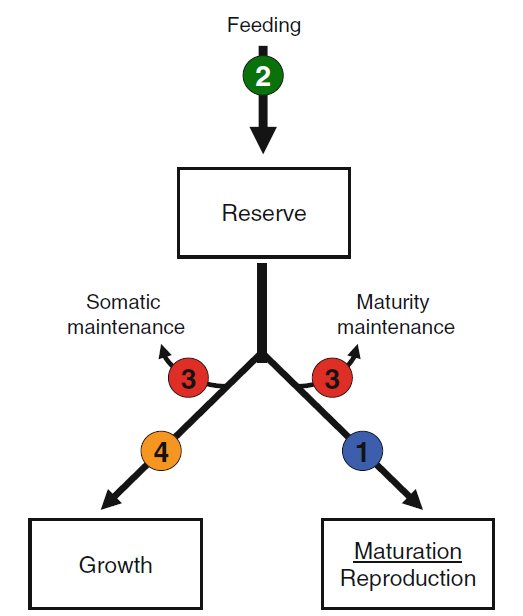 Feeding
2
Reserve
Somatic
maintenance
Maturity
maintenance
3
3
4
1
Growth
Maturation
Reproduction